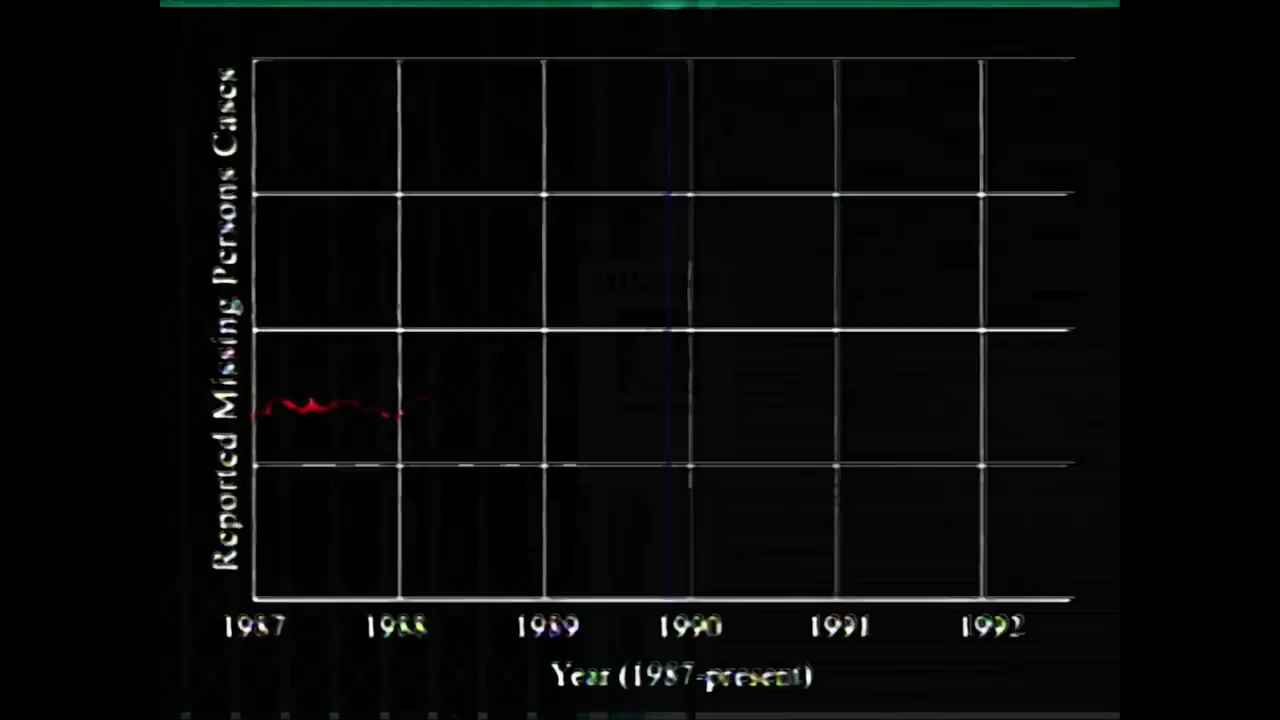 Reported Missing Persons Cases
1987 1988 1989 1990 1991 1992
Year (1987-present)